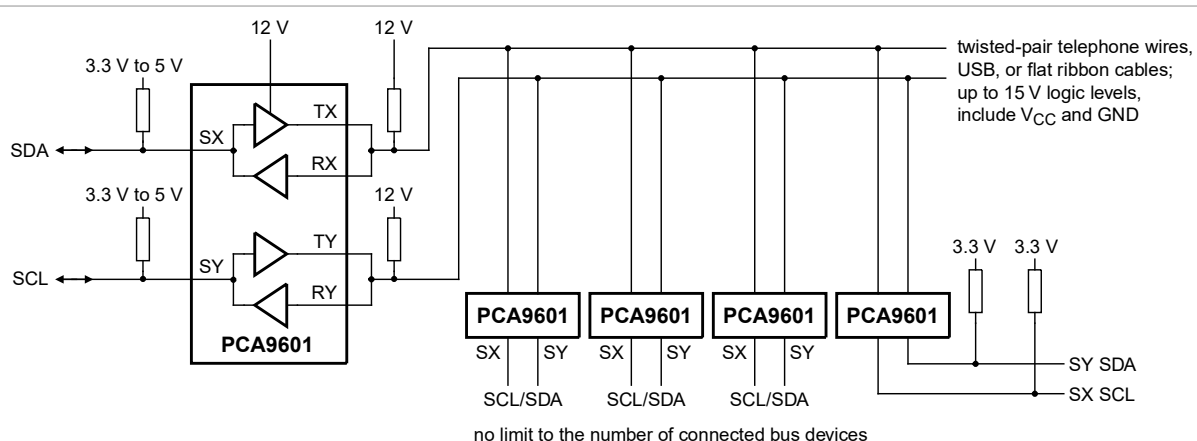 12 V
12 V
3.3 V to 5 V
TX
SX
SDA
RX
3.3 V to 5 V
12 V
TY
SY
SCL
RY
PCA9601
twisted-pair telephone wires,
USB, or flat ribbon cables;
up to 15 V logic levels,
include VCC and GND
3.3 V
3.3 V
PCA9601
PCA9601
PCA9601
PCA9601
SX
SY
SX
SY
SX
SY
SY SDA
SX SCL
SCL/SDA
SCL/SDA
SCL/SDA
no limit to the number of connected bus devices